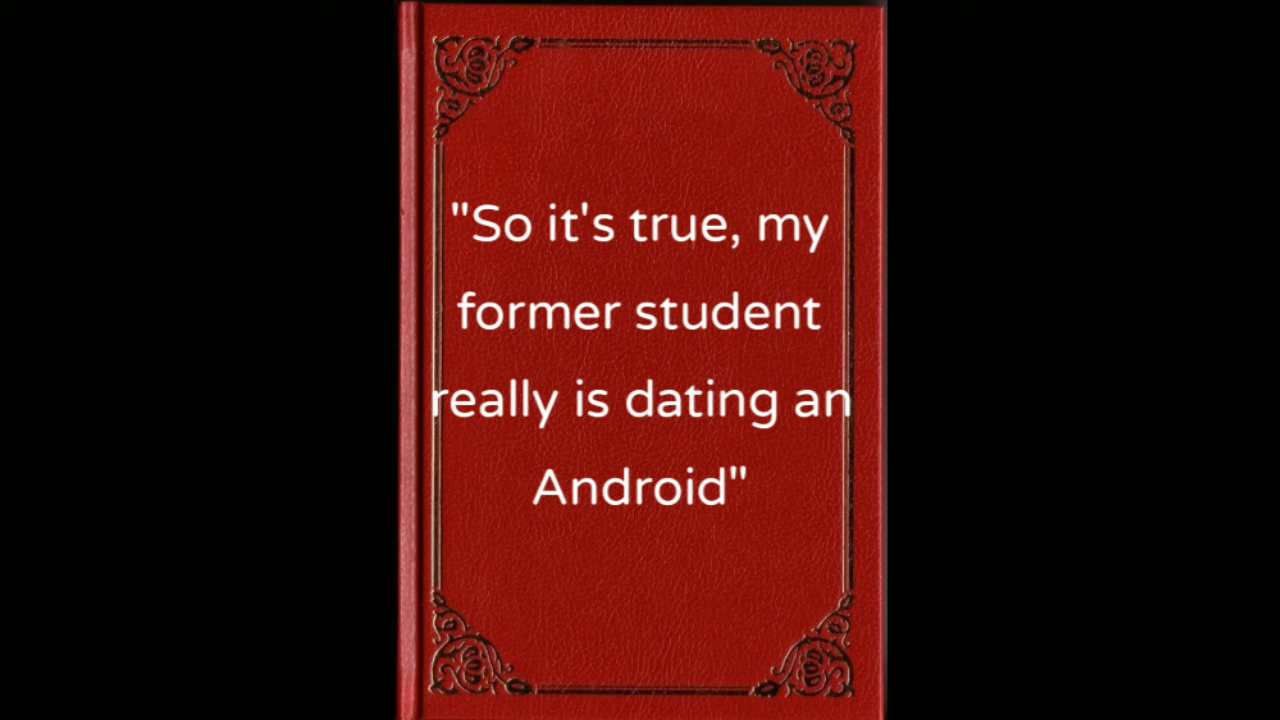 "So it's true, my
former student
really is dating an
Android"